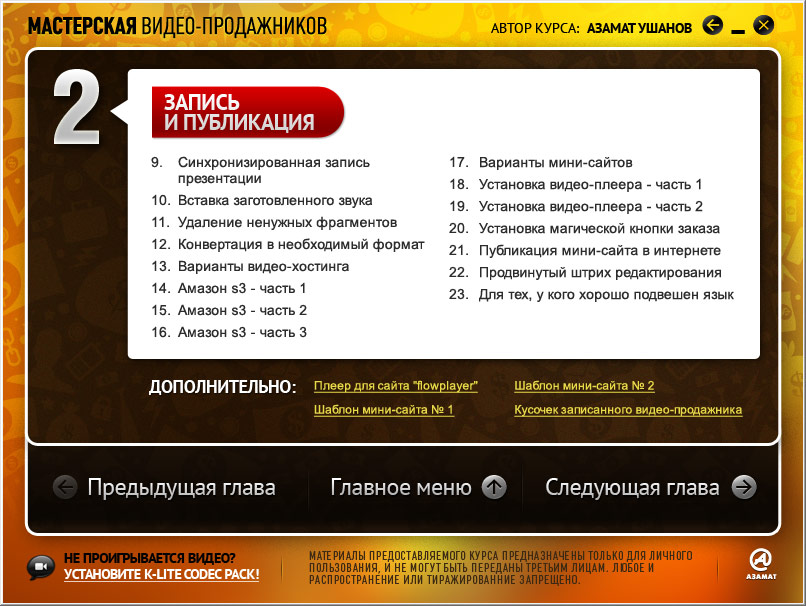 МАСТЕРСКАЯ ВИДЕО-ПРОДАЖНИКОВ
АВТОР КУРСА: АЗАМАТ УШАНОВ
2
ЗАПИСЬ
И ПУБЛИКАЦИЯ
9. Синхронизированная запись
презентации
10. Вставка заготовленного звука
11. Удаление ненужных фрагментов
12. Конвертация в необходимый формат
13. Варианты видео-хостинга
14. Амазон s3 - часть 1
15. Амазон s3 - часть 2
16. Амазон s3 - часть 3
17. Варианты мини-сайтов
18. Установка видео-плеера - часть 1
19. Установка видео-плеера - часть 2
20. Установка магической кнопки заказа
21. Публикация мини-сайта в интернете
22. Продвинутый штрих редактирования
23. Для тех, у кого хорошо подвешен язык
ДОПОЛНИТЕЛЬНО:
Плеер для сайта "flowplayer"
Шаблон мини-сайта № 1
Шаблон мини-сайта № 2
Кусочек записанного видео-продажника
Предыдущая глава
Главное меню
Следующая глава
НЕ ПРОИГРЫВАЕТСЯ ВИДЕО?
УСТАНОВИТЕ K-LITE CODEC PACK!
МАТЕРИАЛЫ ПРЕДОСТАВЛЯЕМОГО КУРСА ПРЕДНАЗНАЧЕНЫ ТОЛЬКО ДЛЯ ЛИЧНОГО
ПОЛЬЗОВАНИЯ, И НЕ МОГУТ БЫТЬ ПЕРЕДАНЫ ТРЕТЬИМ ЛИЦАМ. ЛЮБОЕ И
РАСПРОСТРАНЕНИЕ ИЛИ ТИРАЖИРОВАННИЕ ЗАПРЕЩЕНО.
АЗАМАТ